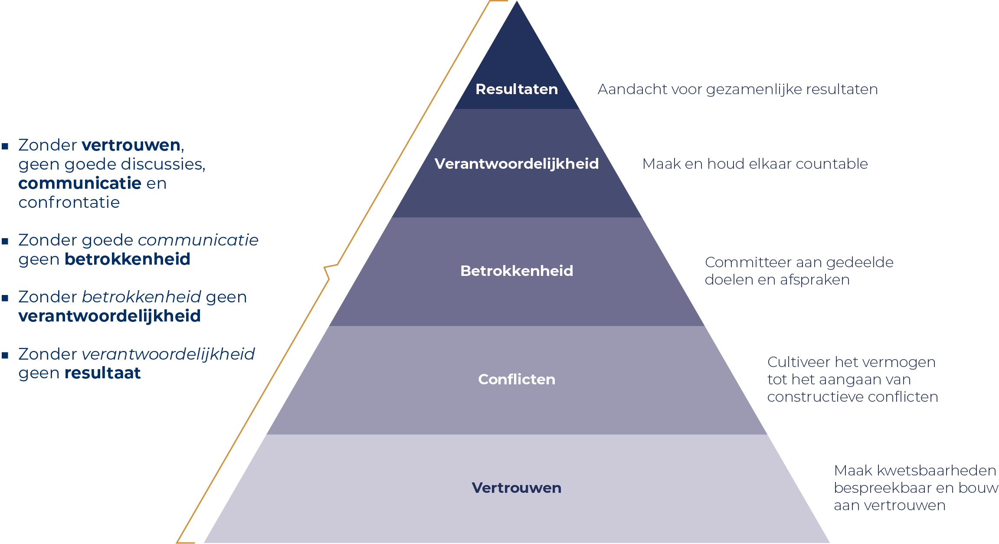 Zonder vertrouwen,
geen goede discussies,
communicatie en
confrontatie
Zonder goede communicatie
geen betrokkenheid
Zonder betrokkenheid geen
verantwoordelijkheid
Zonder verantwoordelijkheid
geen resultaat
Resultaten
Aandacht voor gezamenlijke resultaten
Verantwoordelijkheid
Maak en houd elkaar countable
Betrokkenheid
Committeer aan gedeelde
doelen en afspraken
Conflicten
Cultiveer het vermogen
tot het aangaan van
constructieve conflicten
Vertrouwen
Maak kwetsbaarheden
bespreekbaar en bouw
aan vertrouwen